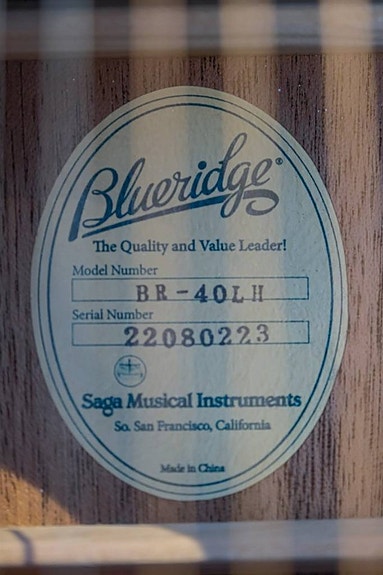 Blueridge®
The Quality and Value Leader!
Model Number
BR-40LH
Serial Number
22080223
Saga Musical Instruments
So. San Francisco, California
Made in China